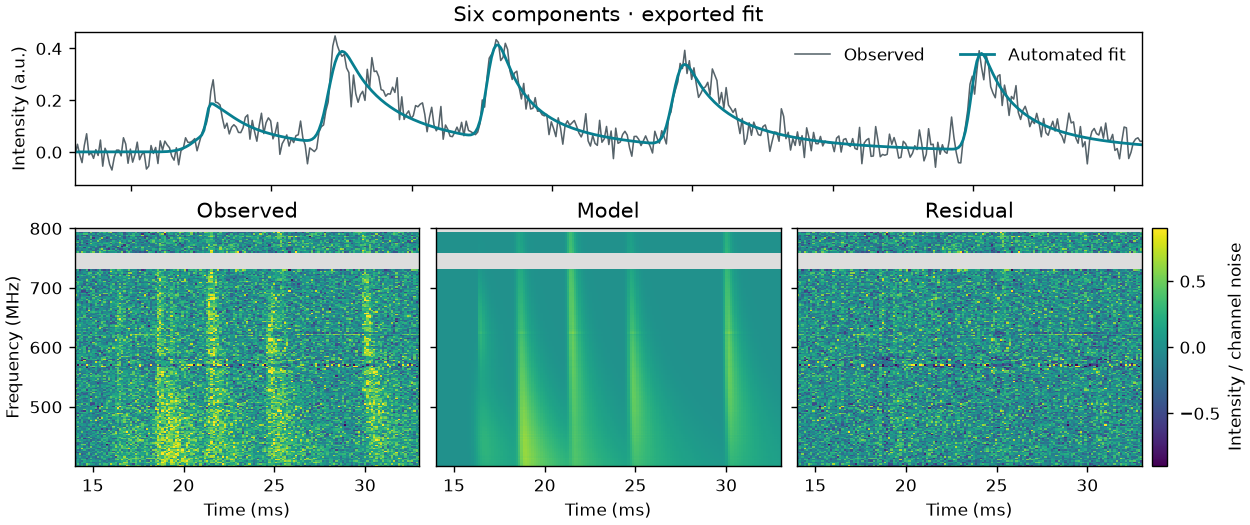 Six components · exported fit
Intensity (a.u.)
0.4
0.2
0.0
Observed
Automated fit
Observed
Model
Residual
Frequency (MHz)
800
700
600
500
15 20 25 30
15 20 25 30
15 20 25 30
Time (ms)
Time (ms)
Time (ms)
0.5
0.0
−0.5
Intensity / channel noise